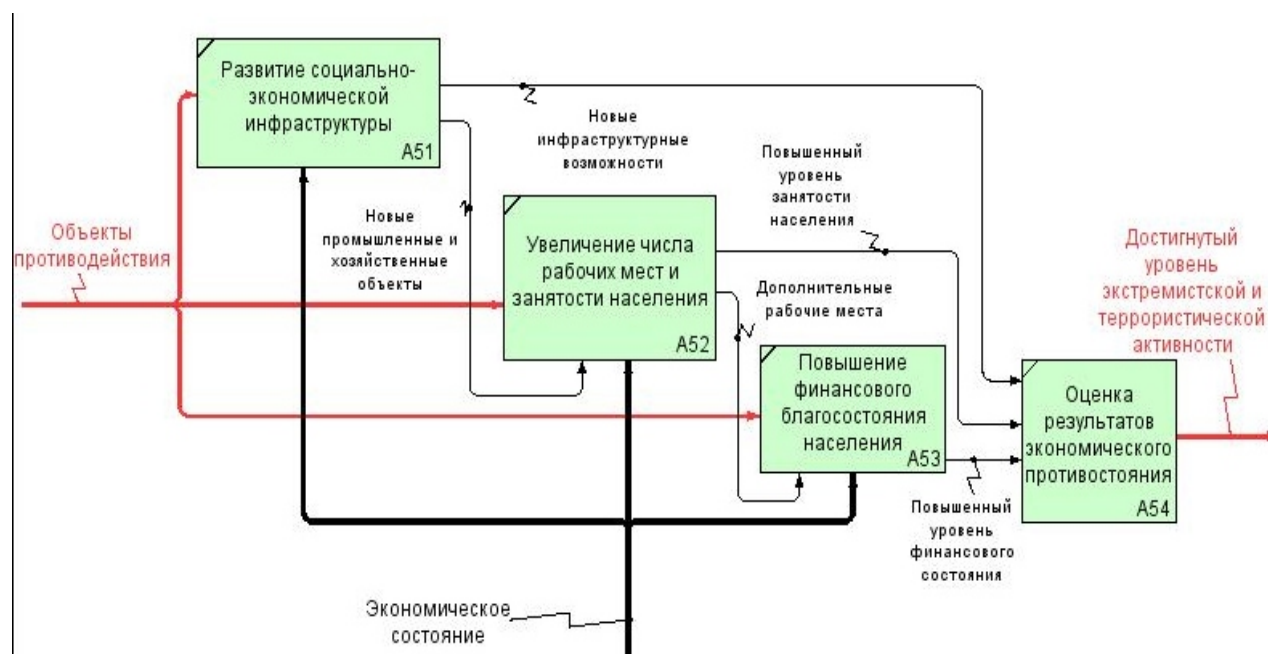 Развитие социально-
экономической
инфраструктуры
A51
Новые
инфраструктурные
возможности
Повышенный
уровень
занятости
населения
Объекты
противодействия
Новые
промышленные и
хозяйственные
объекты
Увеличение числа
рабочих мест и
занятости населения
A52
Дополнительные
рабочие места
Достигнутый
уровень
экстремистской и
террористической
активности
Повышение
финансового
благосостояния
населения
A53
Оценка
результатов
экономического
противостояния
A54
Повышенный
уровень
финансового
состояния
Экономическое
состояние